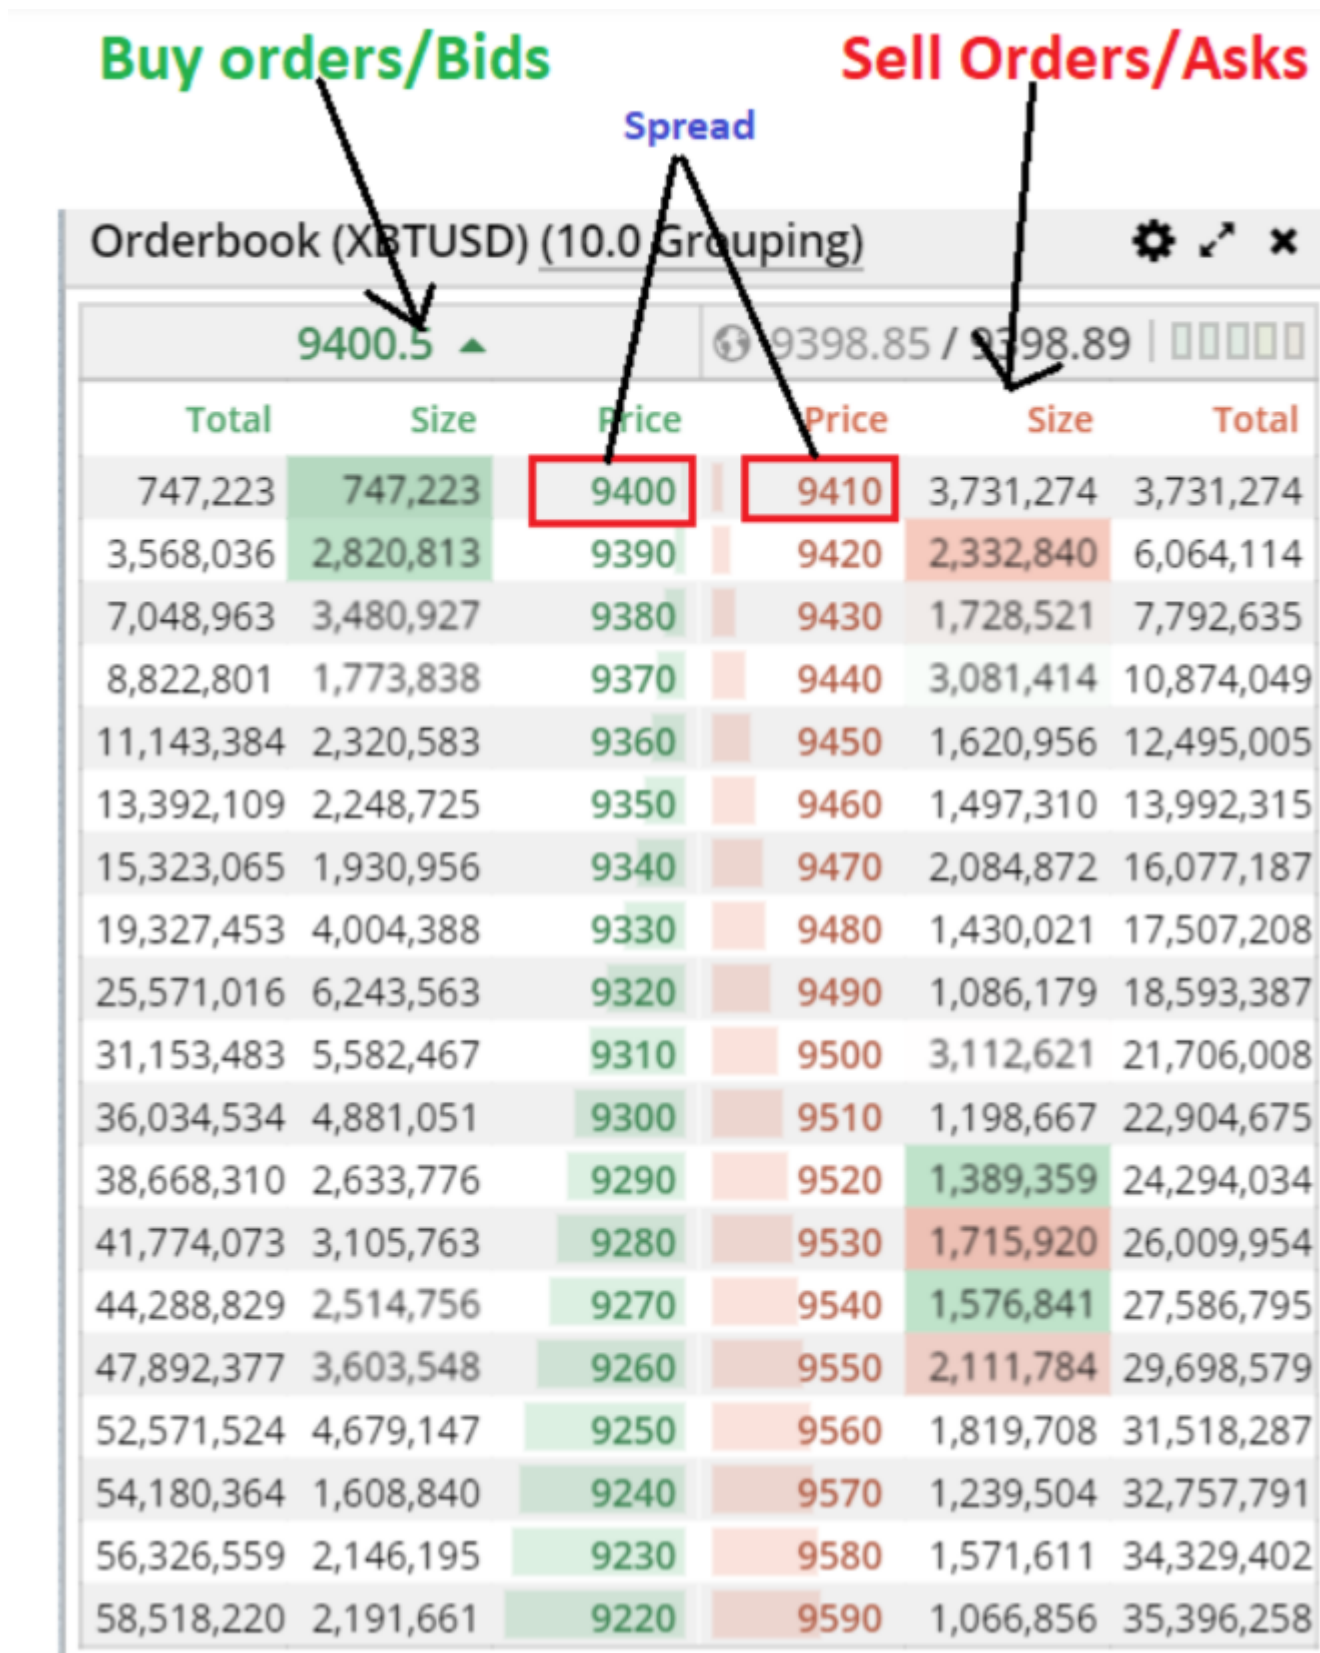 Buy orders/Bids Sell Orders/Asks
Spread
Orderbook (XBTUSD) (10.0 Grouping)
9400.5 9398.85 / 9398.89
Total Size Price Price Size Total
747,223 747,223 9400 9410 3,731,274 3,731,274
3,568,036 2,820,813 9390 9420 2,332,840 6,064,114
7,048,963 3,480,927 9380 9430 1,728,521 7,792,635
8,822,801 1,773,838 9370 9440 3,081,414 10,874,049
11,143,384 2,320,583 9360 9450 1,620,956 12,495,005
13,392,109 2,248,725 9350 9460 1,497,310 13,992,315
15,323,065 1,930,956 9340 9470 2,084,872 16,077,187
19,327,453 4,004,388 9330 9480 1,430,021 17,507,208
25,571,016 6,243,563 9320 9490 1,086,179 18,593,387
31,153,483 5,582,467 9310 9500 3,112,621 21,706,008
36,034,534 4,881,051 9300 9510 1,198,667 22,904,675
38,668,310 2,633,776 9290 9520 1,389,359 24,294,034
41,774,073 3,105,763 9280 9530 1,715,920 26,009,954
44,288,829 2,514,756 9270 9540 1,576,841 27,586,795
47,892,377 3,603,548 9260 9550 2,111,784 29,698,579
52,571,524 4,679,147 9250 9560 1,819,708 31,518,287
54,180,364 1,608,840 9240 9570 1,239,504 32,757,791
56,326,559 2,146,195 9230 9580 1,571,611 34,329,402
58,518,220 2,191,661 9220 9590 1,066,856 35,396,258